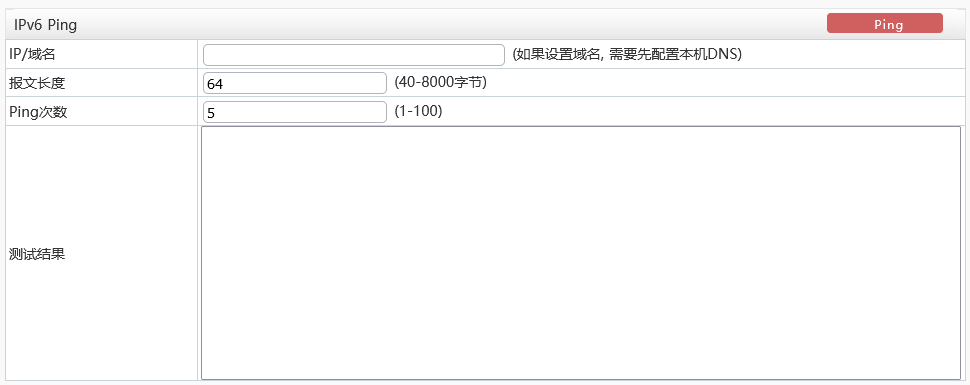 IPv6 Ping Ping
IP/域名 (如果设置域名, 需要先配置本机DNS)
报文长度 64 (40-8000字节)
Ping次数 5 (1-100)
测试结果